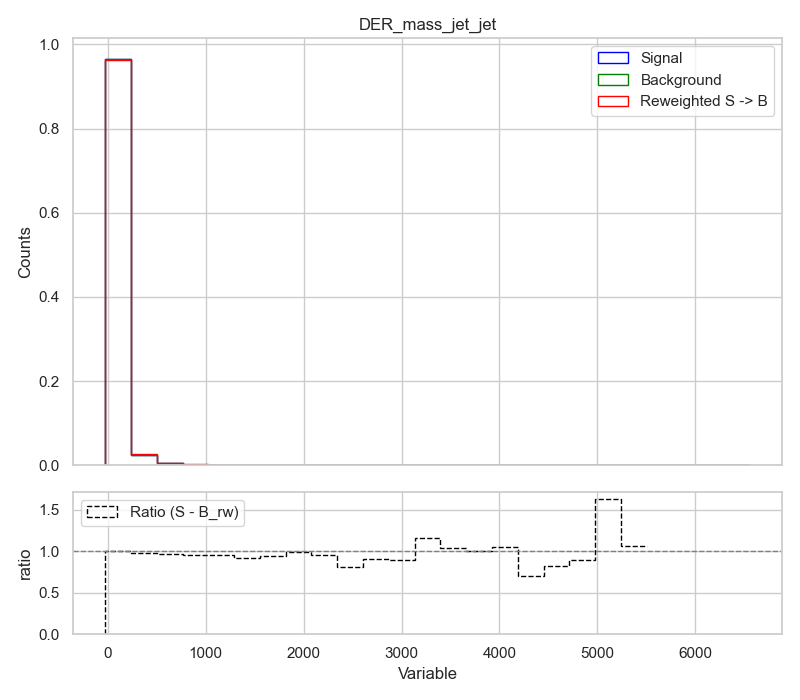 DER_mass_jet_jet
1.0
0.8
0.6
0.4
0.2
0.0
Counts
Signal
Background
Reweighted S -> B
1.5
1.0
0.5
0.0
ratio
Ratio (S - B_rw)
0 1000 2000 3000 4000 5000 6000
Variable